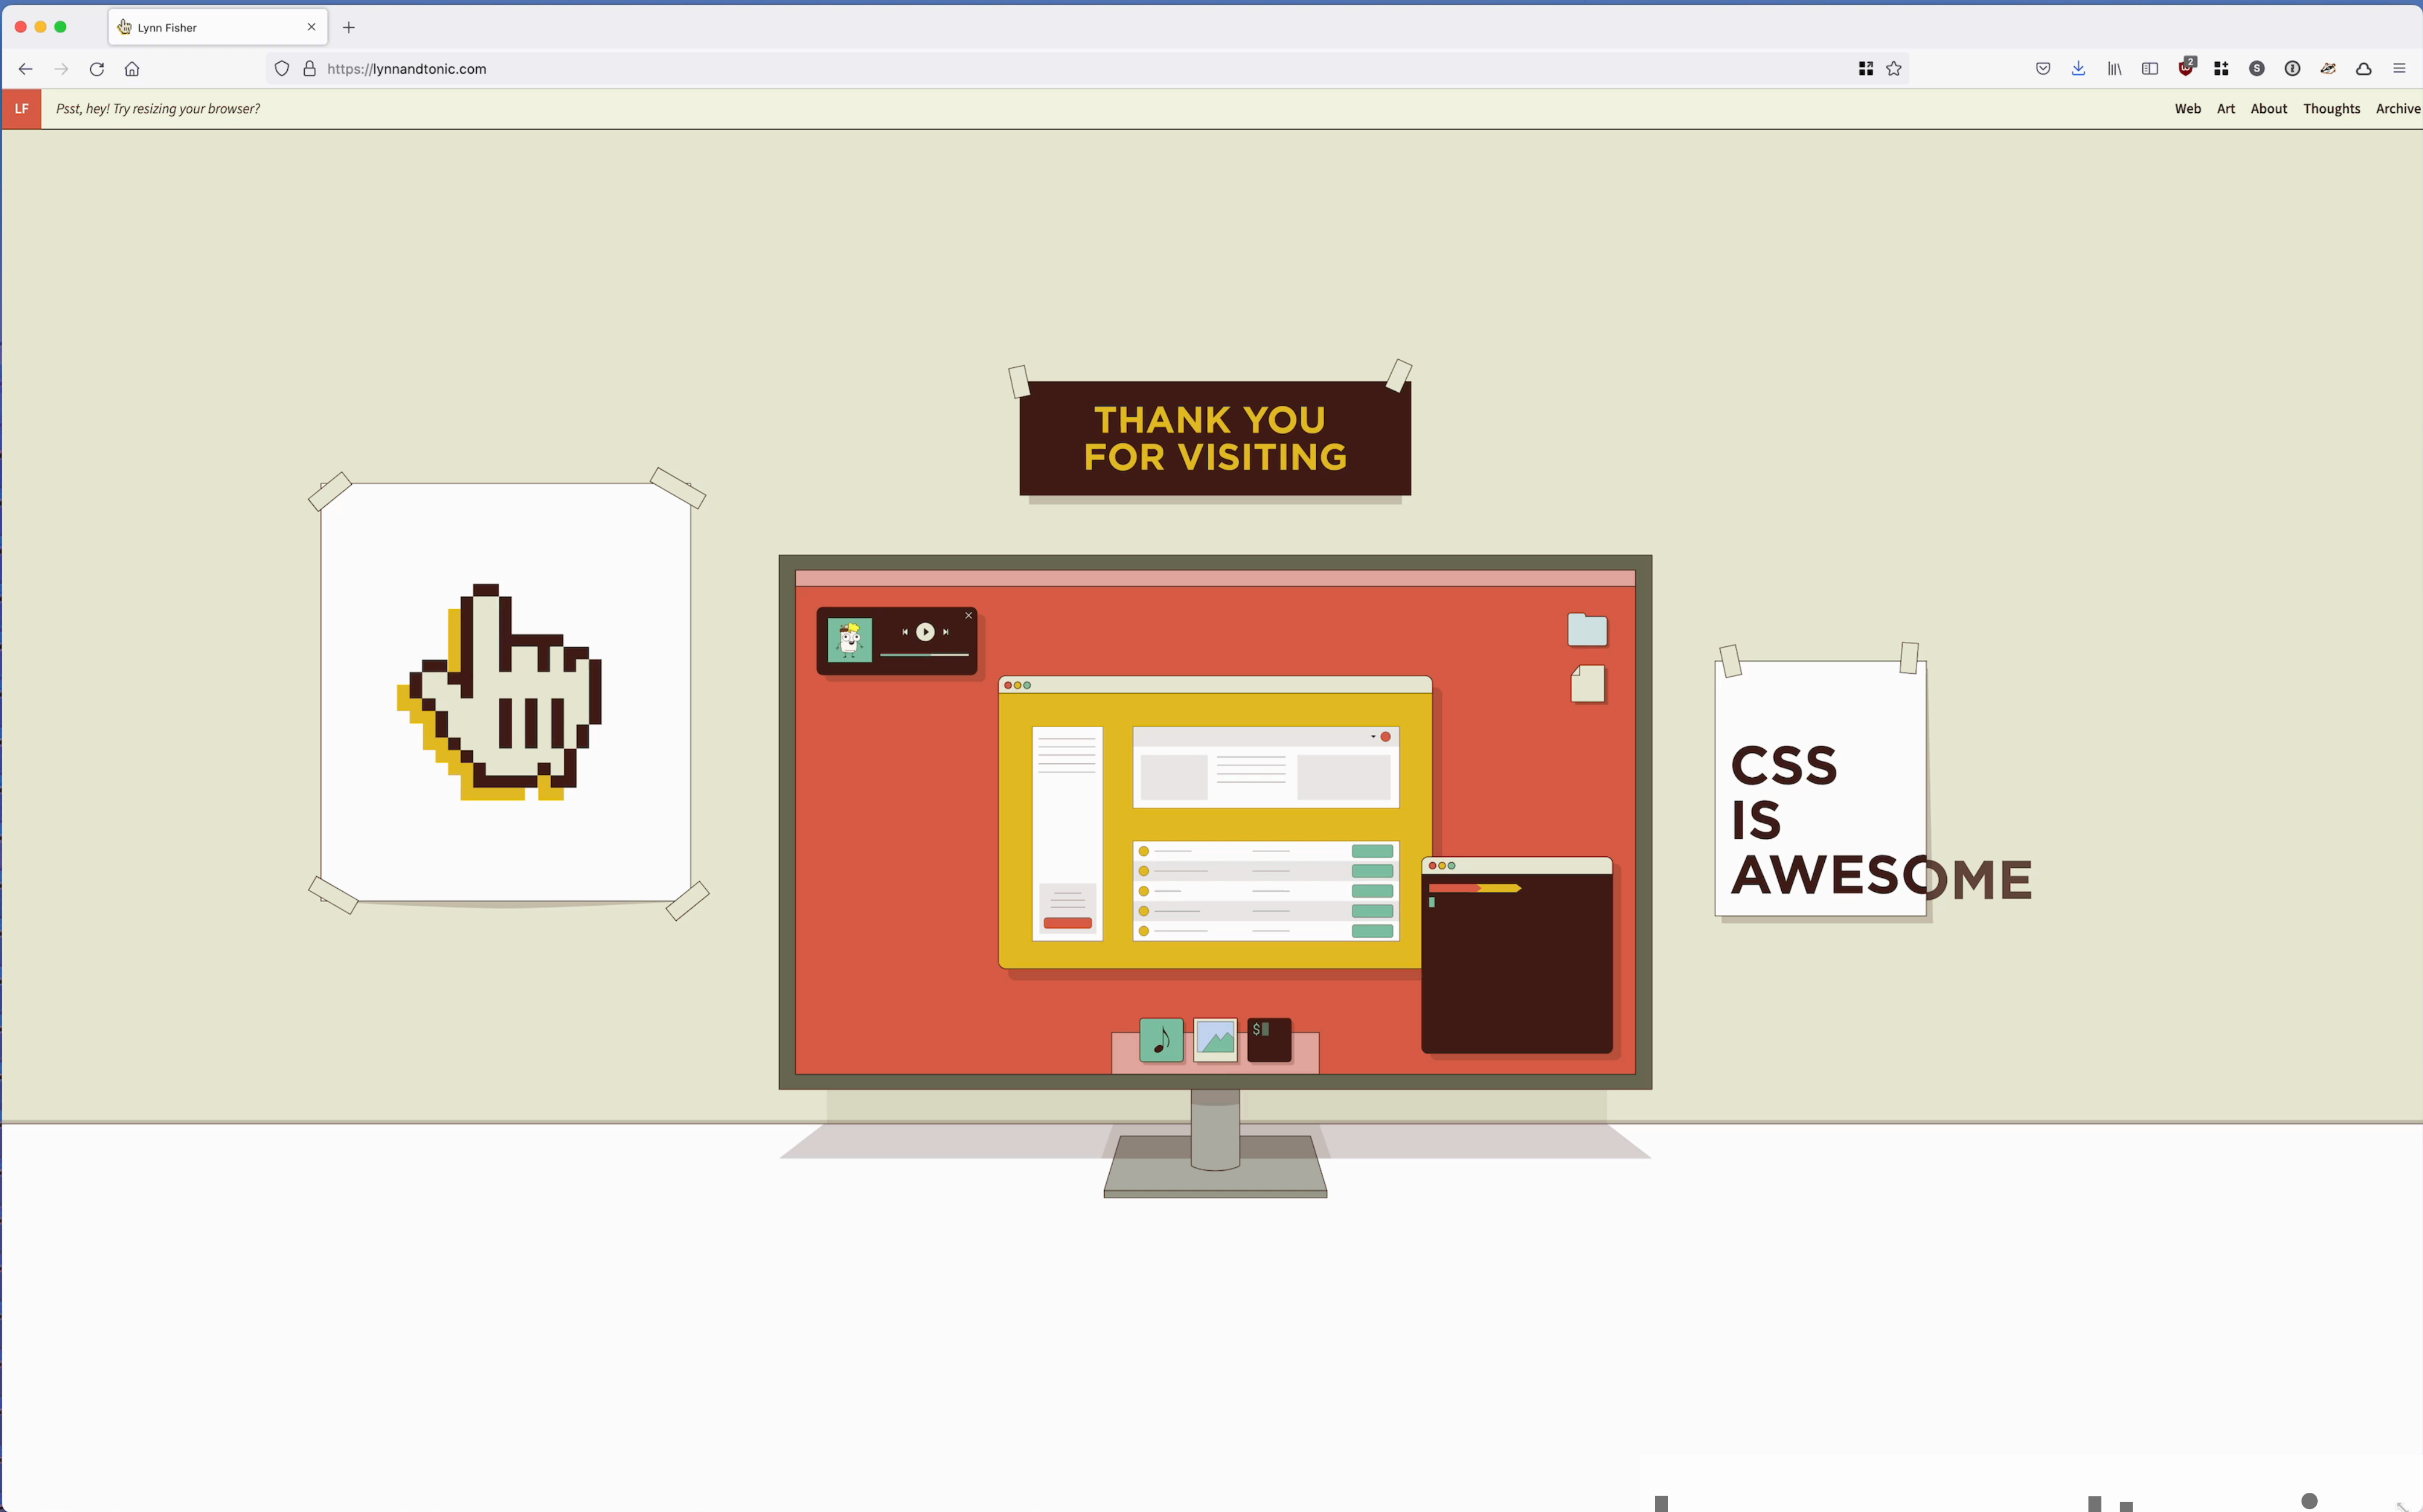 Lynn Fisher
https://lynnandtonic.com
2
S
LF
Psst, hey! Try resizing your browser?
Web Art About Thoughts Archive
THANK YOU
FOR VISITING
CSS
IS
AWESOME
$